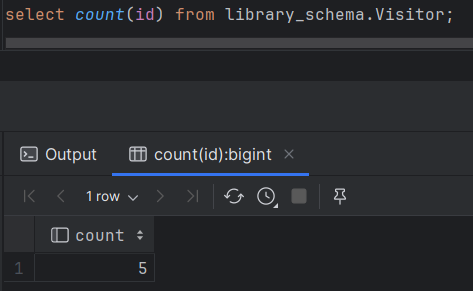 select count(id) from library_schema.Visitor;
Output
count(id):bigint
1 row
count
1
5